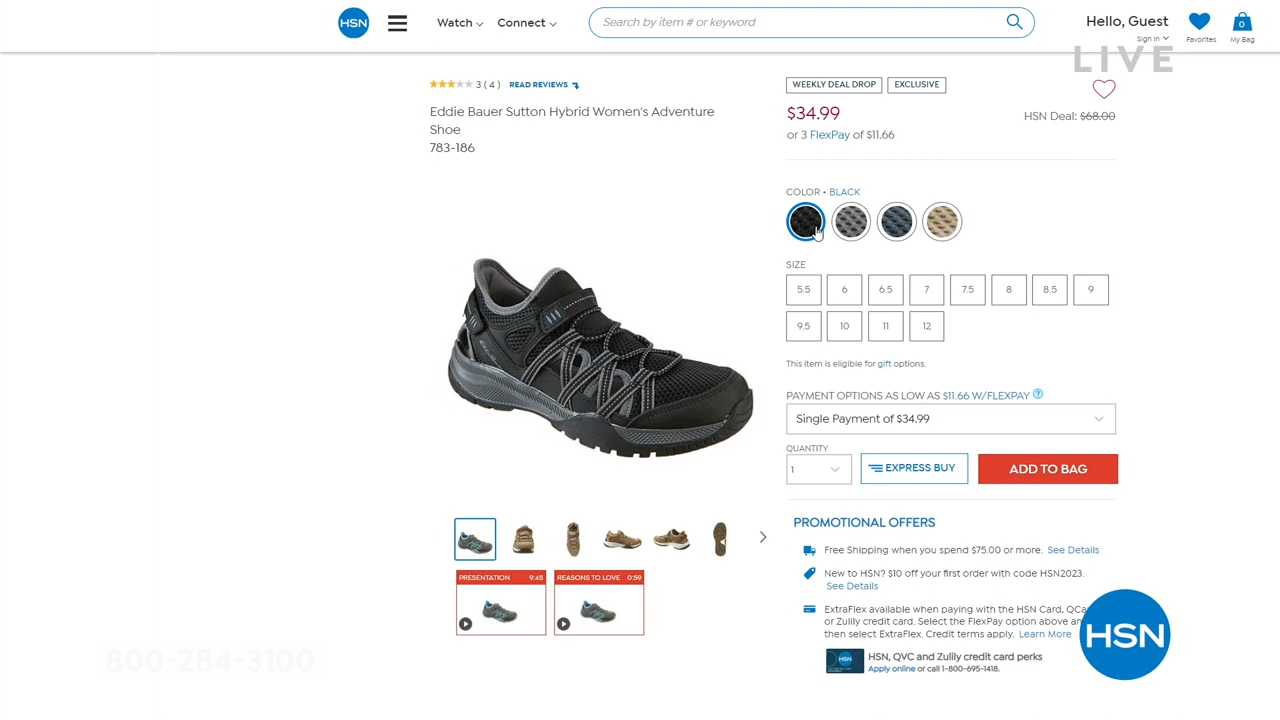 HSN
Watch
Connect
Search by item # or keyword
Hello, Guest
Sign In
Favorites
0
My Bag
LIVE
3 ( 4 ) READ REVIEWS
Eddie Bauer Sutton Hybrid Women's Adventure
Shoe
783-186
WEEKLY DEAL DROP EXCLUSIVE
$34.99
HSN Deal: $68.00
or 3 FlexPay of $11.66
COLOR • BLACK
SIZE
5.5 6 6.5 7 7.5 8 8.5 9
9.5 10 11 12
This item is eligible for gift options.
PAYMENT OPTIONS AS LOW AS $11.66 W/FLEXPAY ?
Single Payment of $34.99
QUANTITY
1
EXPRESS BUY
ADD TO BAG
PRESENTATION 9:45
REASONS TO LOVE 0:59
PROMOTIONAL OFFERS
Free Shipping when you spend $75.00 or more. See Details
New to HSN? $10 off your first order with code HSN2023.
See Details
ExtraFlex available when paying with the HSN Card, QCa
or Zulily credit card. Select the FlexPay option above an
then select ExtraFlex. Credit terms apply. Learn More
HSN, QVC and Zulily credit card perks
Apply online or call 1-800-695-1418.
HSN
800-284-3100